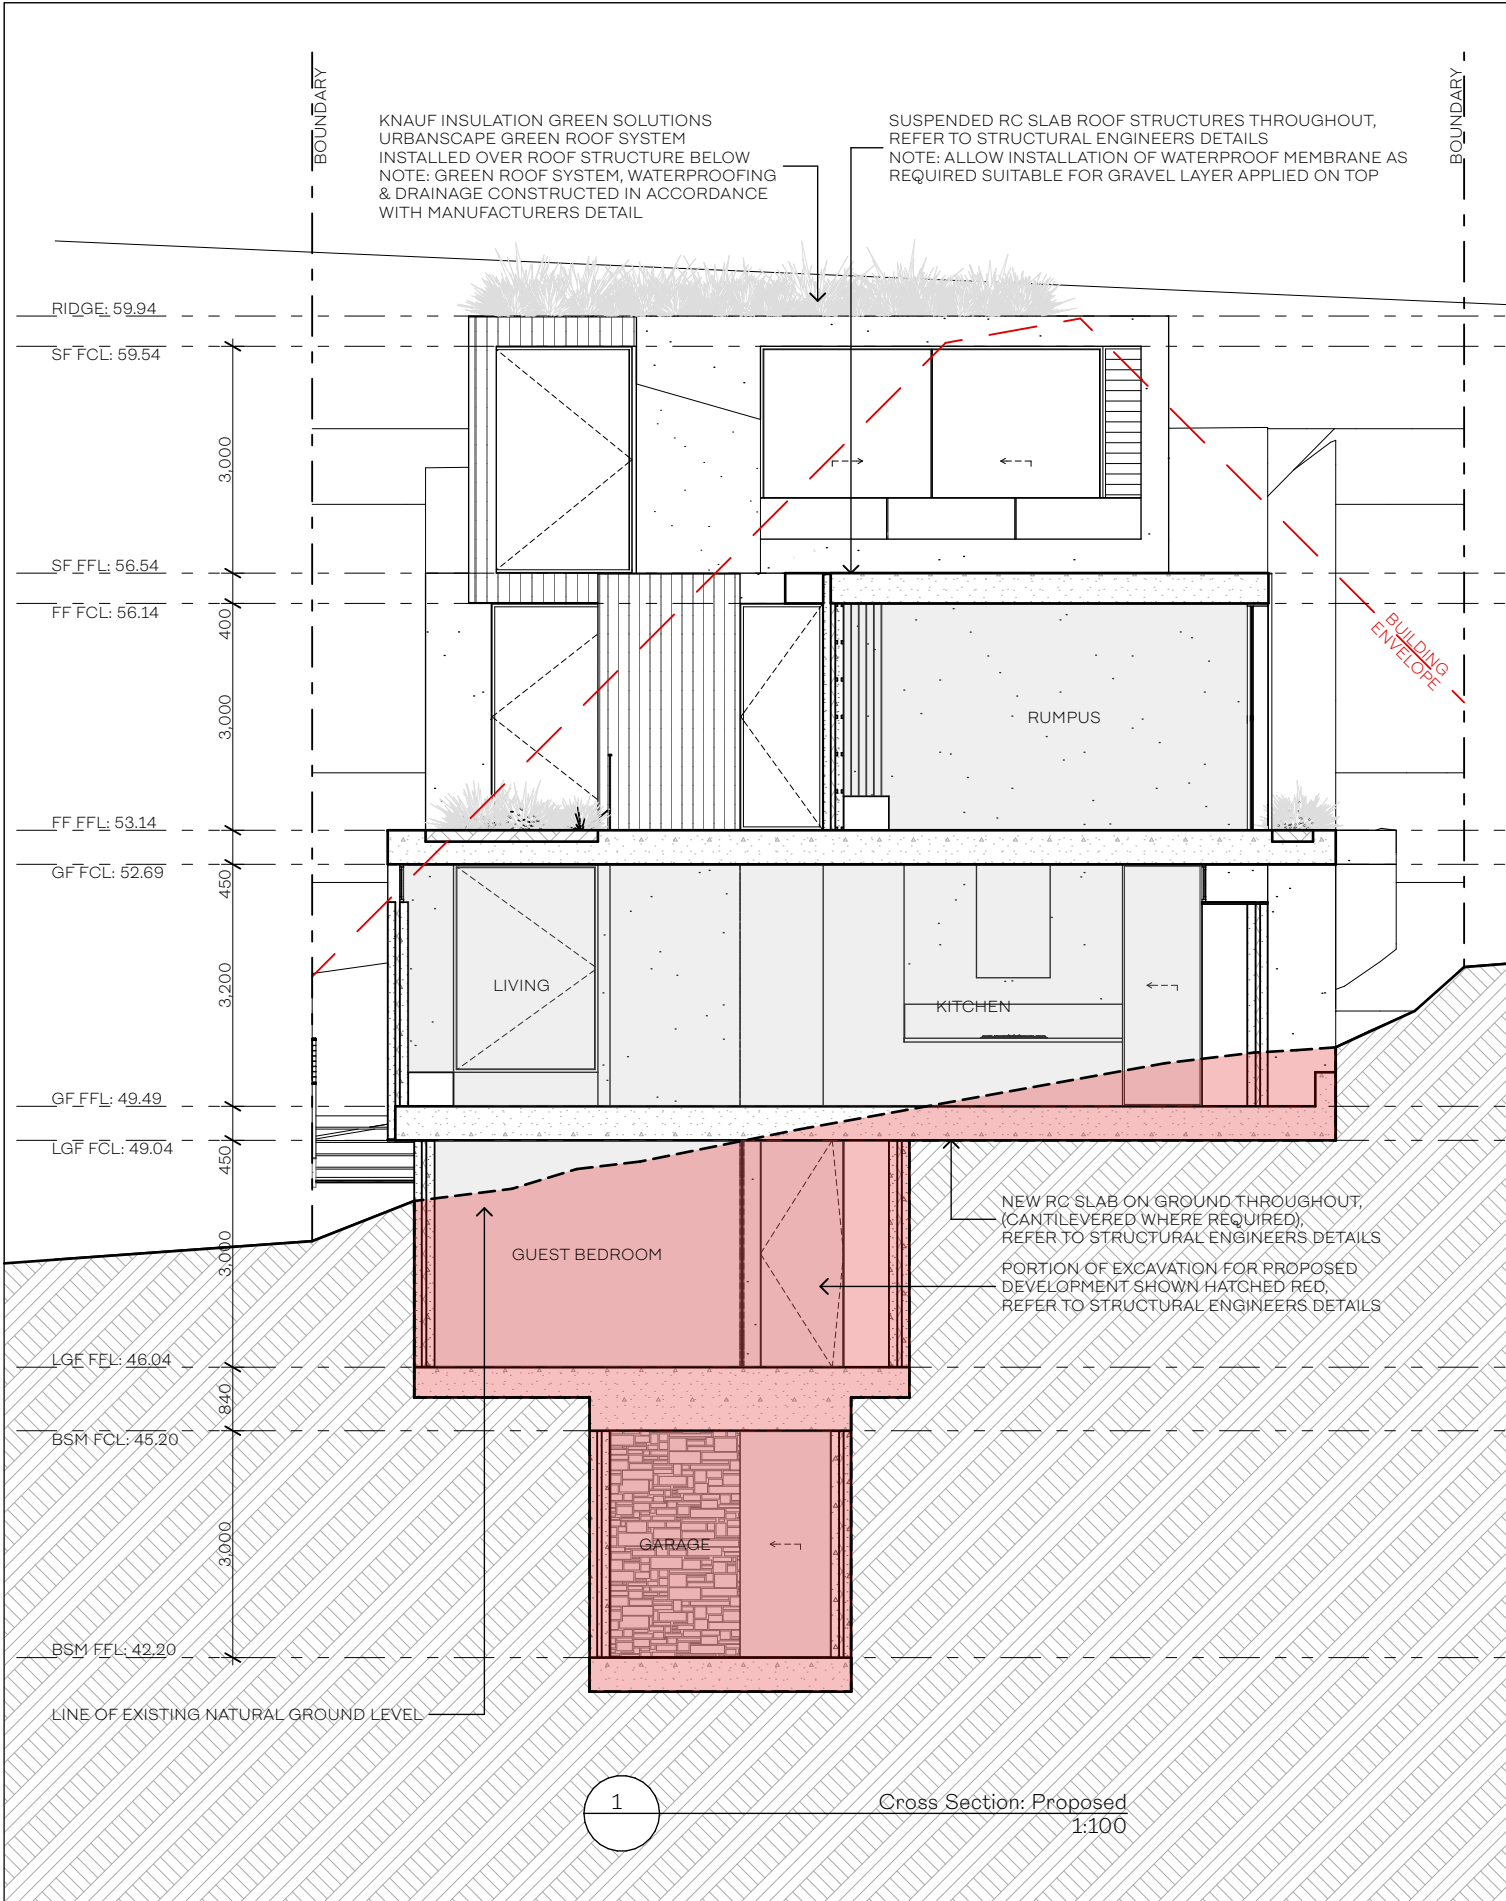 BOUNDARY
BOUNDARY
KNAUF INSULATION GREEN SOLUTIONS
URBANSCAPE GREEN ROOF SYSTEM
INSTALLED OVER ROOF STRUCTURE BELOW
NOTE: GREEN ROOF SYSTEM, WATERPROOFING
& DRAINAGE CONSTRUCTED IN ACCORDANCE
WITH MANUFACTURERS DETAIL
SUSPENDED RC SLAB ROOF STRUCTURES THROUGHOUT,
REFER TO STRUCTURAL ENGINEERS DETAILS
NOTE: ALLOW INSTALLATION OF WATERPROOF MEMBRANE AS
REQUIRED SUITABLE FOR GRAVEL LAYER APPLIED ON TOP
RIDGE: 59.94
SF FCL: 59.54
3,000
SF FFL: 56.54
FF FCL: 56.14
400
BUILDING
ENVELOPE
3,000
RUMPUS
FF FFL: 53.14
GF FCL: 52.69
450
3,200
LIVING
KITCHEN
GF FFL: 49.49
LGF FCL: 49.04
450
NEW RC SLAB ON GROUND THROUGHOUT,
(CANTILEVERED WHERE REQUIRED),
REFER TO STRUCTURAL ENGINEERS DETAILS
3,000
GUEST BEDROOM
PORTION OF EXCAVATION FOR PROPOSED
DEVELOPMENT SHOWN HATCHED RED,
REFER TO STRUCTURAL ENGINEERS DETAILS
LGF FFL: 46.04
840
BSM FCL: 45.20
3,000
GARAGE
BSM FFL: 42.20
LINE OF EXISTING NATURAL GROUND LEVEL
1
Cross Section: Proposed
1:100